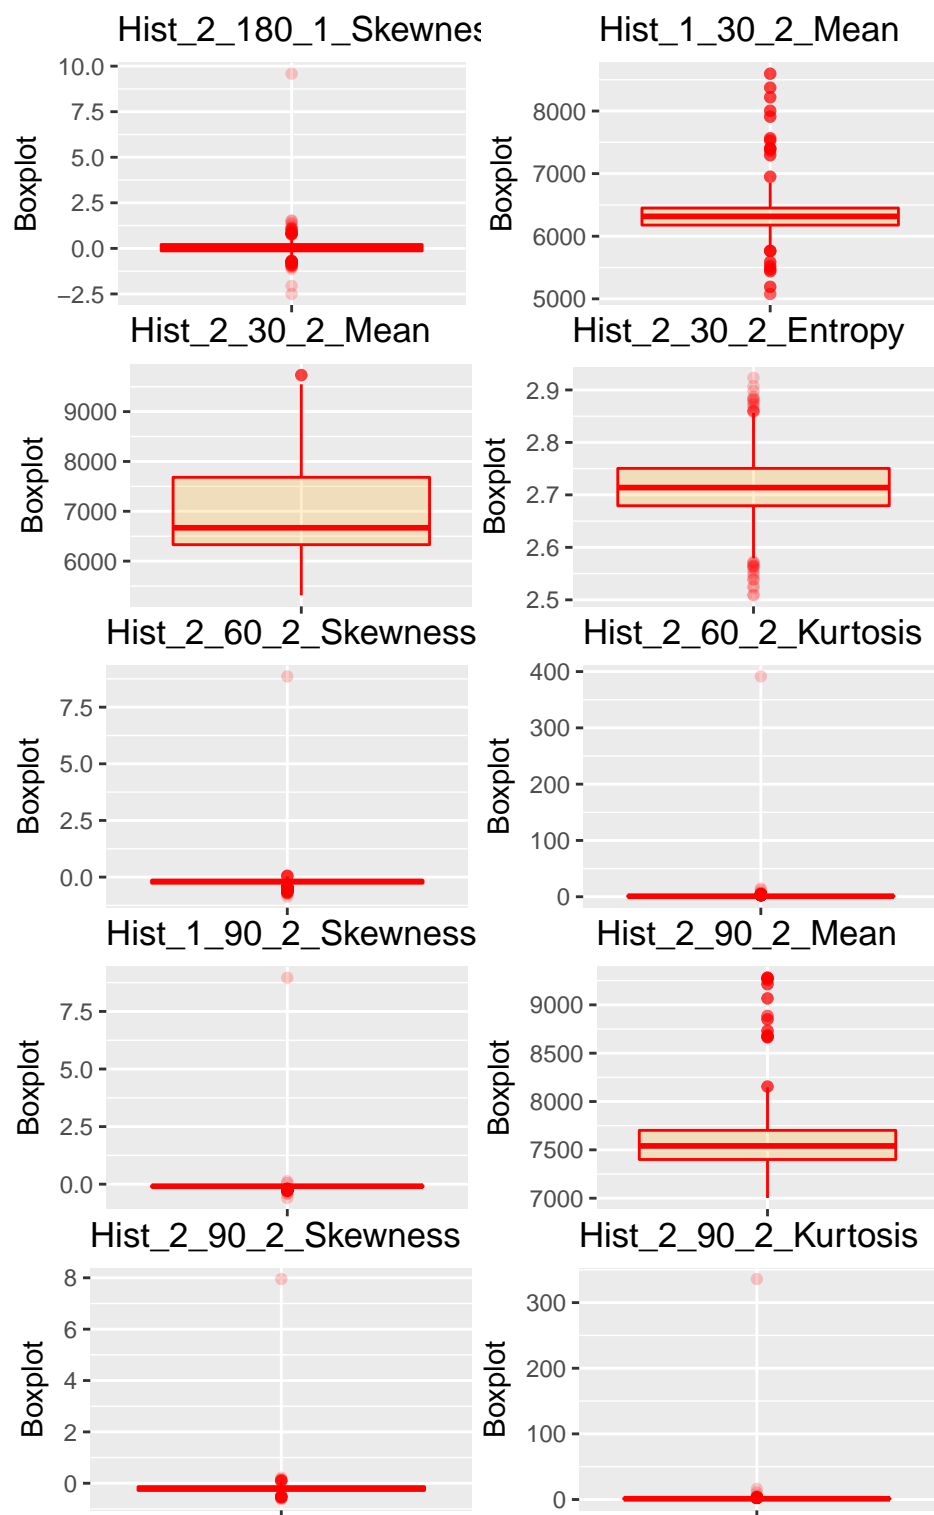 Hist_2_180_1_Skewnes
Boxplot
10.0
7.5
5.0
2.5
0.0
−2.5
Hist_1_30_2_Mean
Boxplot
8000
7000
6000
5000
Hist_2_30_2_Mean
Boxplot
9000
8000
7000
6000
Hist_2_30_2_Entropy
Boxplot
2.9
2.8
2.7
2.6
2.5
Hist_2_60_2_Skewness
Boxplot
7.5
5.0
2.5
0.0
Hist_2_60_2_Kurtosis
Boxplot
400
300
200
100
0
Hist_1_90_2_Skewness
Boxplot
7.5
5.0
2.5
0.0
Hist_2_90_2_Mean
Boxplot
9000
8500
8000
7500
7000
Hist_2_90_2_Skewness
Boxplot
8
6
4
2
0
Hist_2_90_2_Kurtosis
Boxplot
300
200
100
0